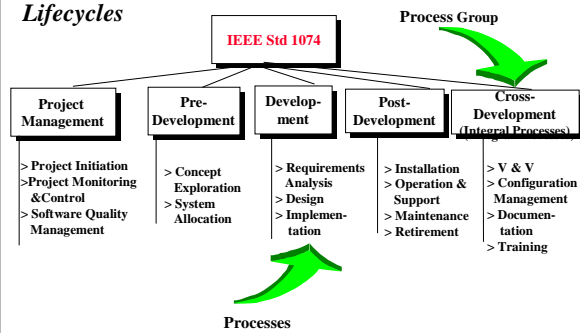 Lifecycles
Process Group
IEEE Std 1074
Project
Management
Pre-
Development
Develop-
ment
Post-
Development
Cross-
Development
(Integral Processes)
> Project Initiation
>Project Monitoring
&Control
> Software Quality
Management
> Concept
Exploration
> System
Allocation
> Requirements
Analysis
> Design
> Implemen-
tation
> Installation
> Operation &
Support
> Maintenance
> Retirement
> V & V
> Configuration
Management
> Documen-
tation
> Training
Processes